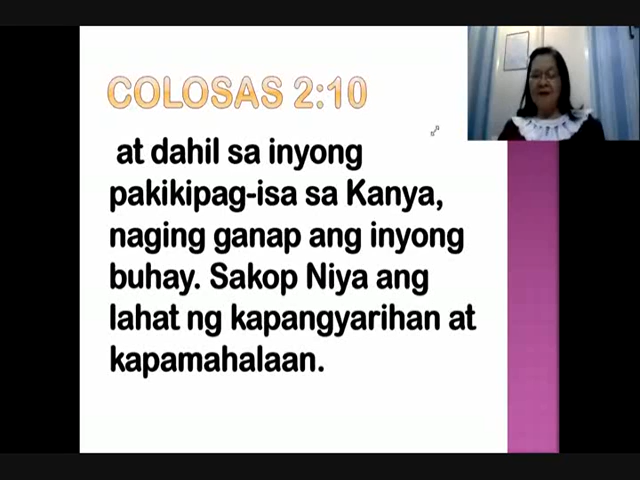 COLOSAS 2:10
at dahil sa inyong
pakikipag-isa sa Kanya,
naging ganap ang inyong
buhay. Sakop Niya ang
lahat ng kapangyarihan at
kapamahalaan.